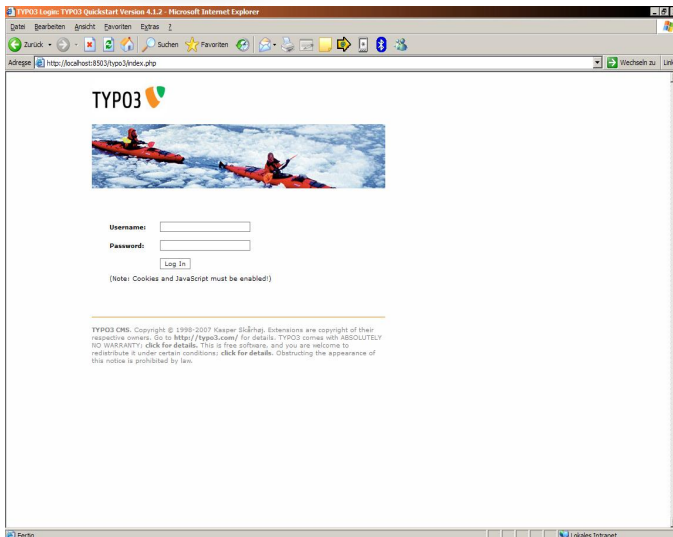 TYPO3 Login: TYPO3 Quickstart Version 4.1.2 - Microsoft Internet Explorer
Datei Bearbeiten Ansicht Favoriten Extras ?
Zurück Suchen Favoriten
Adresse http://localhost:8503/typo3/index.php Wechseln zu Link
TYPO3
Username:
Password:
Log In
(Note: Cookies and JavaScript must be enabled!)
TYPO3 CMS. Copyright © 1998-2007 Kasper Skårhøj. Extensions are copyright of their
respective owners. Go to http://typo3.com/ for details. TYPO3 comes with ABSOLUTELY
NO WARRANTY; click for details. This is free software, and you are welcome to
redistribute it under certain conditions; click for details. Obstructing the appearance of
this notice is prohibited by law.
Fertig Lokales Intranet